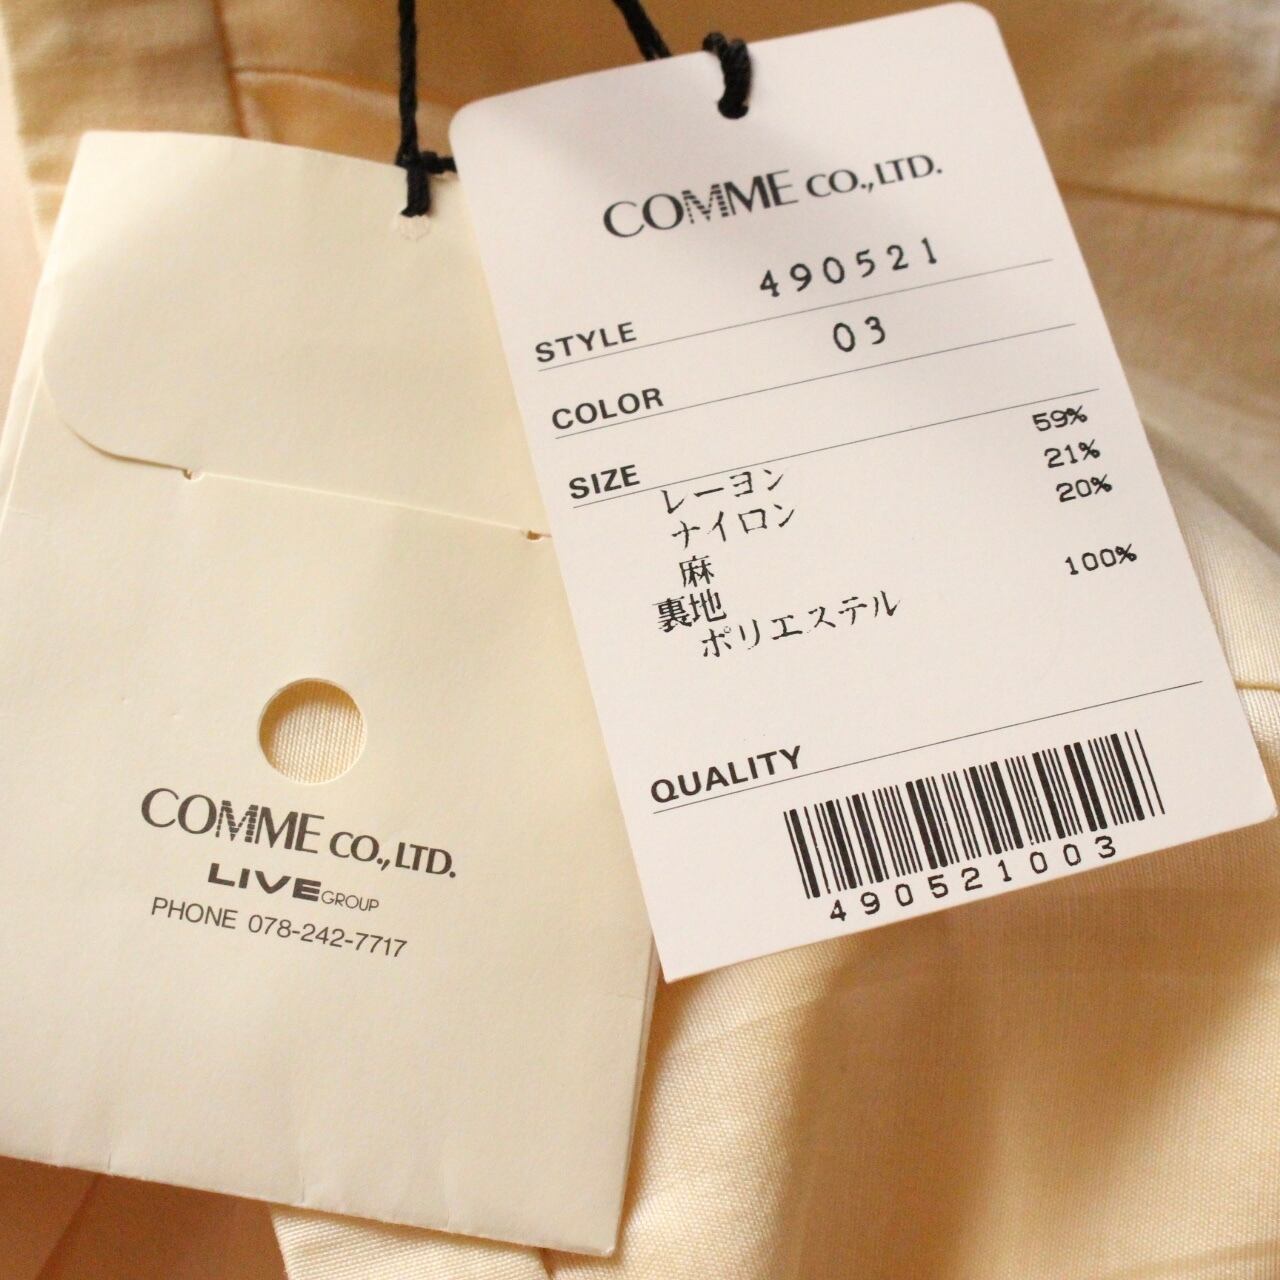 COMME CO.,LTD.
490521
STYLE
03
COLOR
SIZE
レーヨン 59%
ナイロン 21%
麻 20%
裏地
ポリエステル 100%
QUALITY
490521003
COMME CO.,LTD.
LIVE GROUP
PHONE 078-242-7717